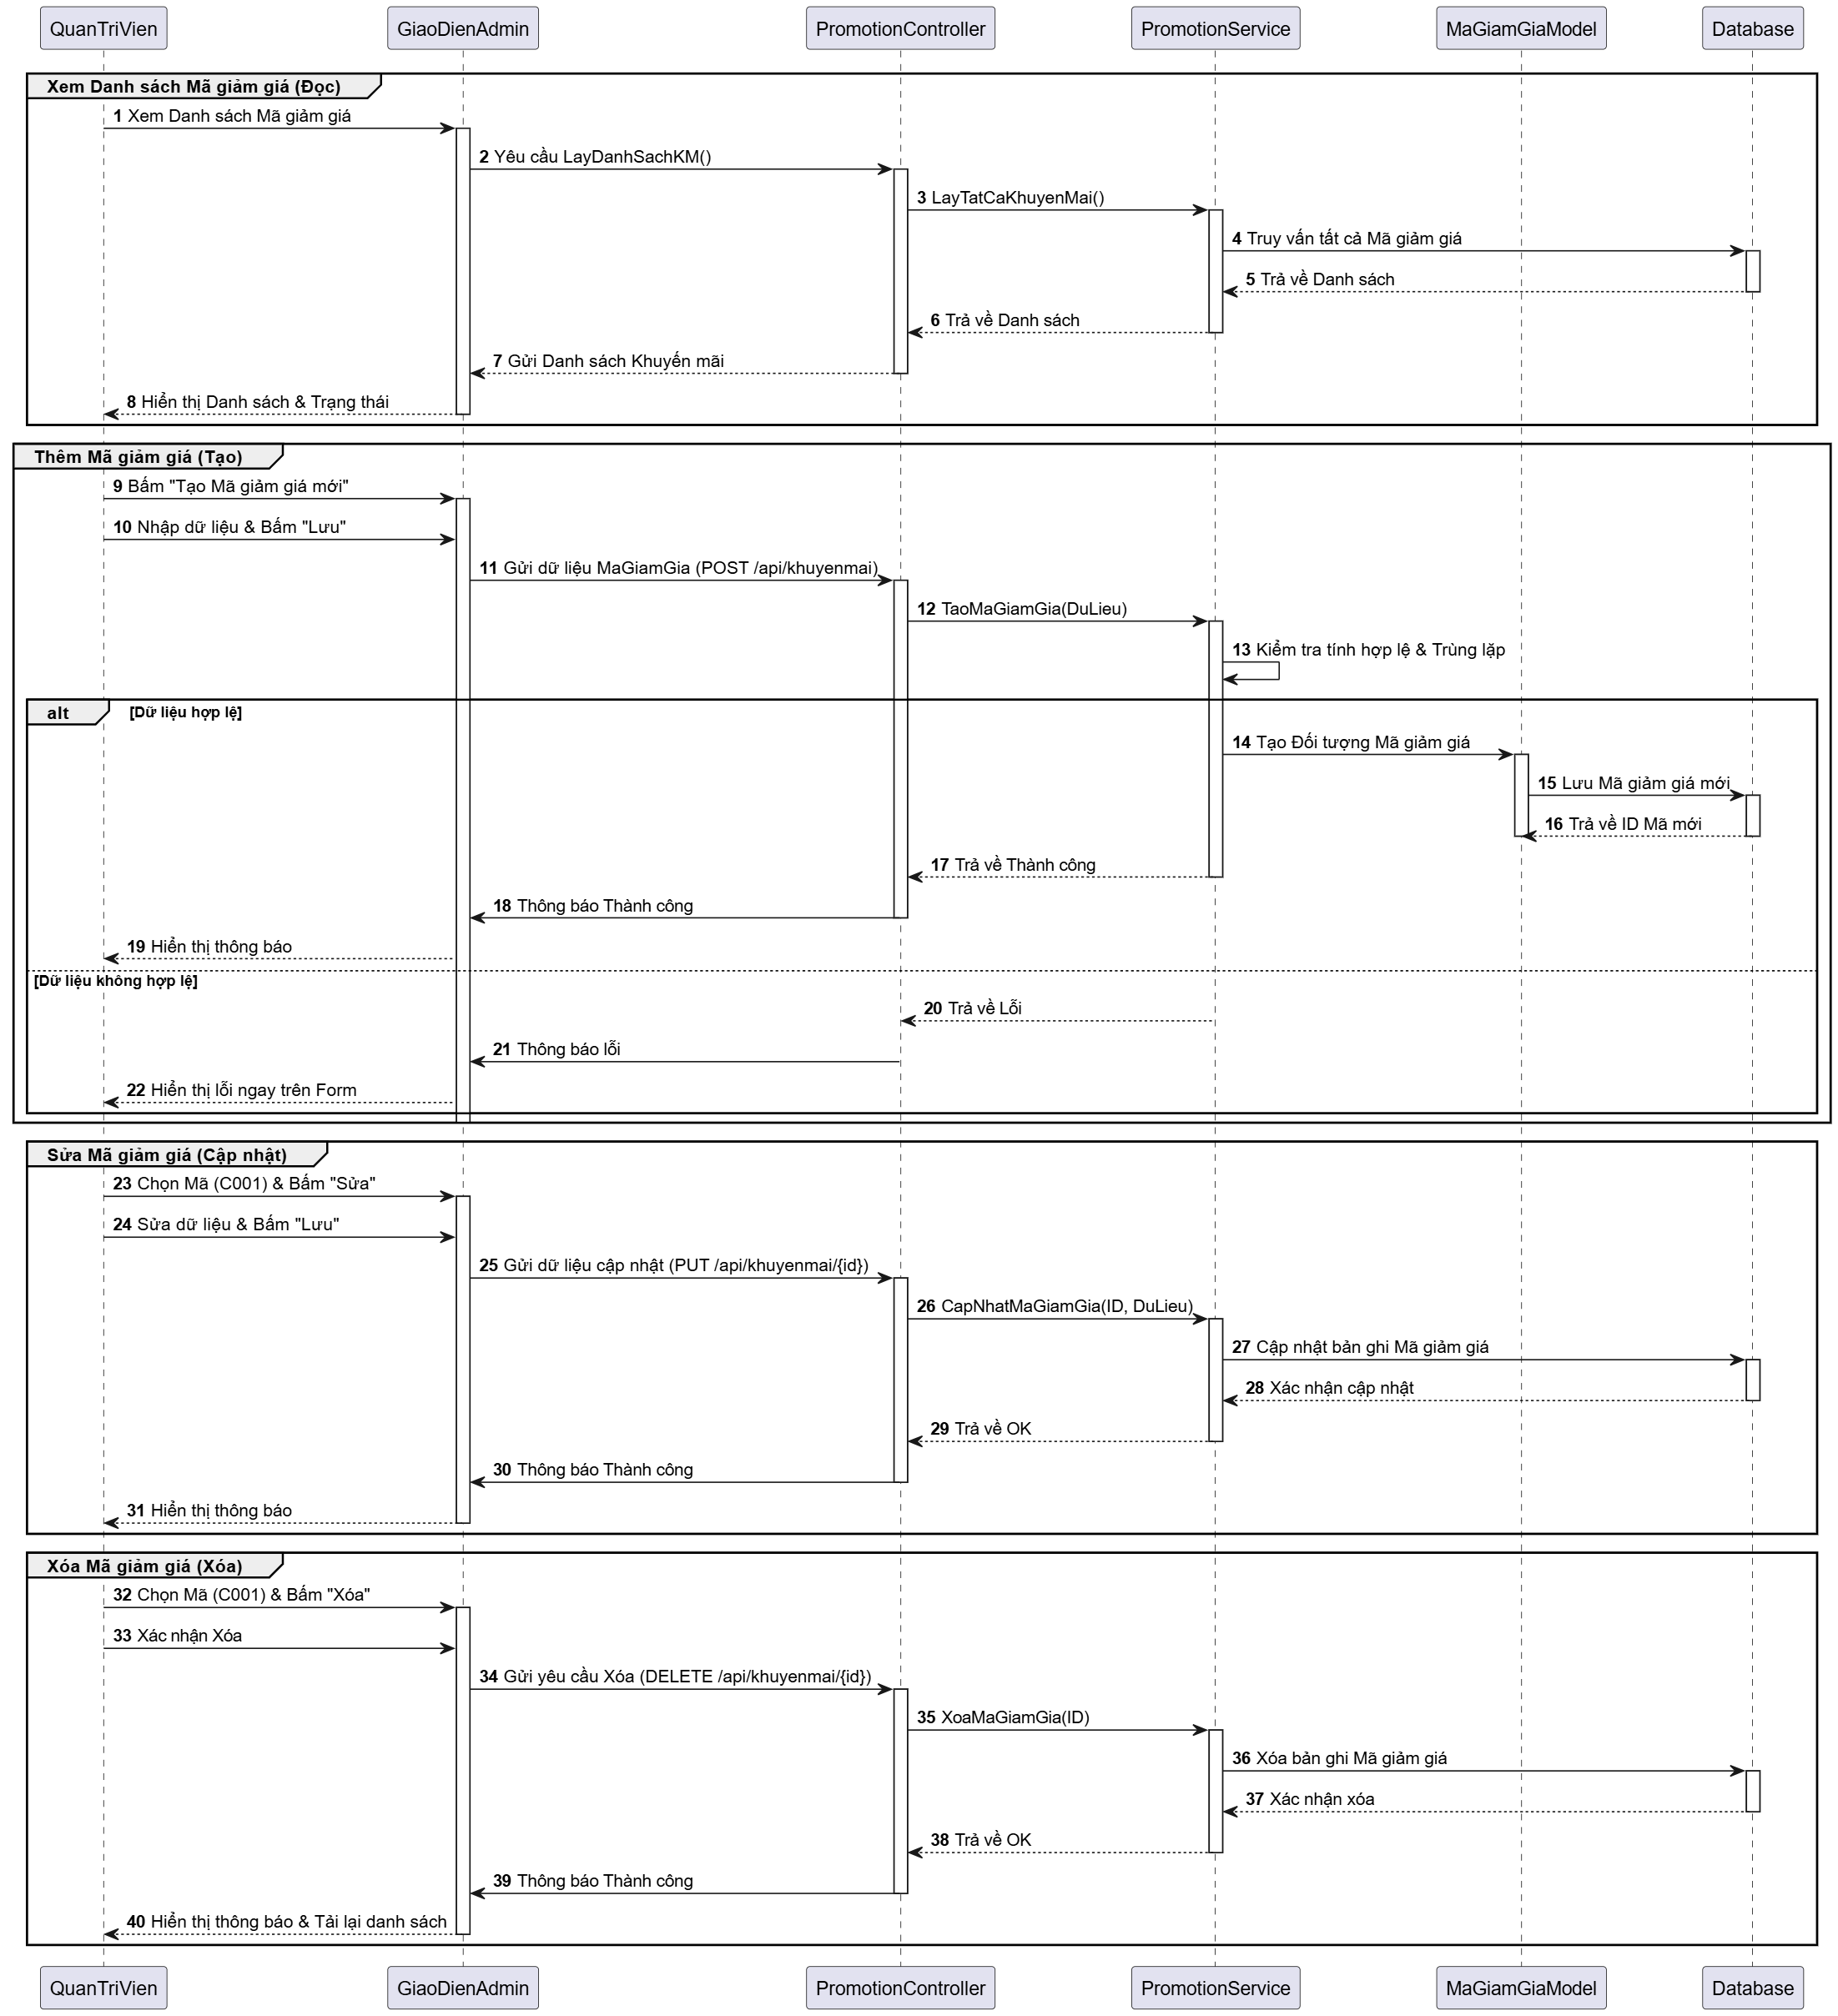 QuanTriVien
GiaoDienAdmin
PromotionController
PromotionService
MaGiamGiaModel
Database
Xem Danh sách Mã giảm giá (Đọc)
1 Xem Danh sách Mã giảm giá
2 Yêu cầu LayDanhSachKM()
3 LayTatCaKhuyenMai()
4 Truy vấn tất cả Mã giảm giá
5 Trả về Danh sách
6 Trả về Danh sách
7 Gửi Danh sách Khuyến mãi
8 Hiển thị Danh sách & Trạng thái
Thêm Mã giảm giá (Tạo)
9 Bấm "Tạo Mã giảm giá mới"
10 Nhập dữ liệu & Bấm "Lưu"
11 Gửi dữ liệu MaGiamGia (POST /api/khuyenmai)
12 TaoMaGiamGia(DuLieu)
13 Kiểm tra tính hợp lệ & Trùng lặp
alt [Dữ liệu hợp lệ]
14 Tạo Đối tượng Mã giảm giá
15 Lưu Mã giảm giá mới
16 Trả về ID Mã mới
17 Trả về Thành công
18 Thông báo Thành công
19 Hiển thị thông báo
[Dữ liệu không hợp lệ]
20 Trả về Lỗi
21 Thông báo lỗi
22 Hiển thị lỗi ngay trên Form
Sửa Mã giảm giá (Cập nhật)
23 Chọn Mã (C001) & Bấm "Sửa"
24 Sửa dữ liệu & Bấm "Lưu"
25 Gửi dữ liệu cập nhật (PUT /api/khuyenmai/{id})
26 CapNhatMaGiamGia(ID, DuLieu)
27 Cập nhật bản ghi Mã giảm giá
28 Xác nhận cập nhật
29 Trả về OK
30 Thông báo Thành công
31 Hiển thị thông báo
Xóa Mã giảm giá (Xóa)
32 Chọn Mã (C001) & Bấm "Xóa"
33 Xác nhận Xóa
34 Gửi yêu cầu Xóa (DELETE /api/khuyenmai/{id})
35 XoaMaGiamGia(ID)
36 Xóa bản ghi Mã giảm giá
37 Xác nhận xóa
38 Trả về OK
39 Thông báo Thành công
40 Hiển thị thông báo & Tải lại danh sách
QuanTriVien
GiaoDienAdmin
PromotionController
PromotionService
MaGiamGiaModel
Database